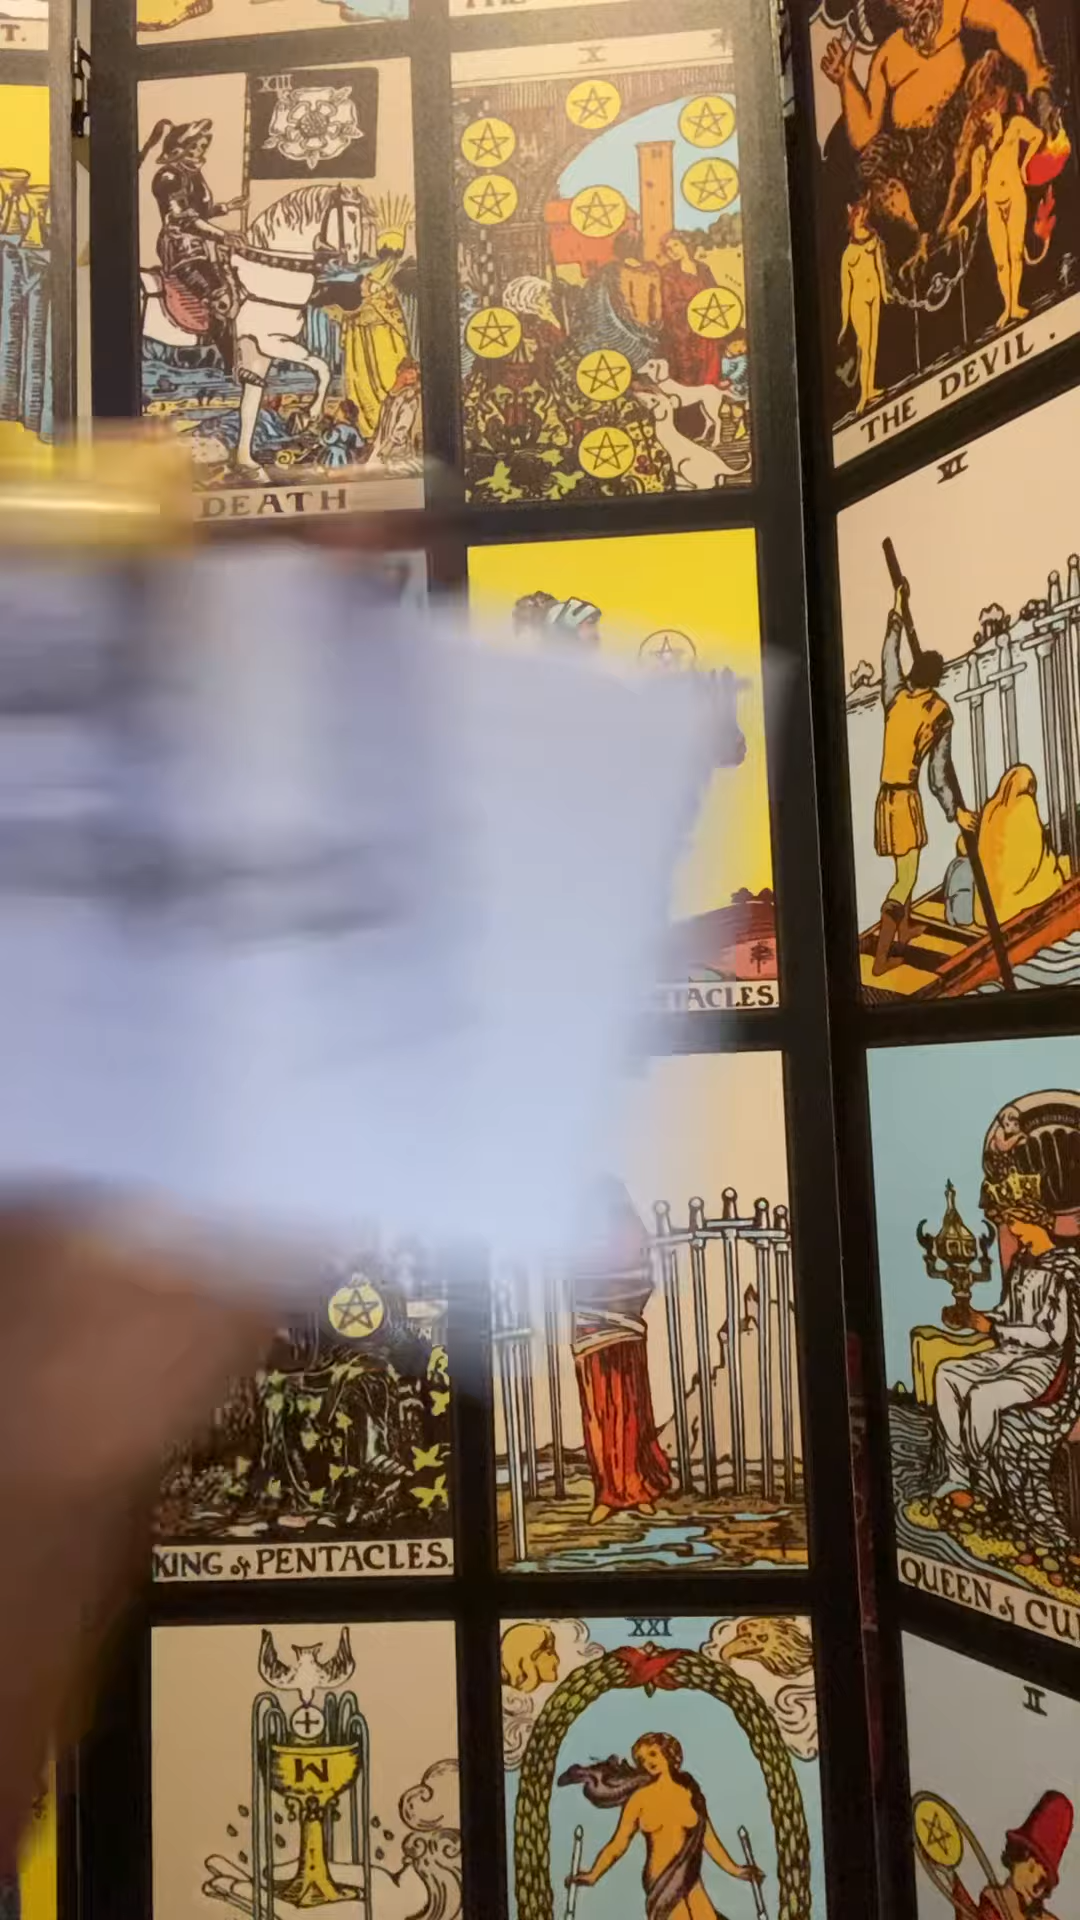 T.
XIII
X
DEATH
THE DEVIL.
VI
TACLES.
KING of PENTACLES.
QUEEN of CU
XXI
II